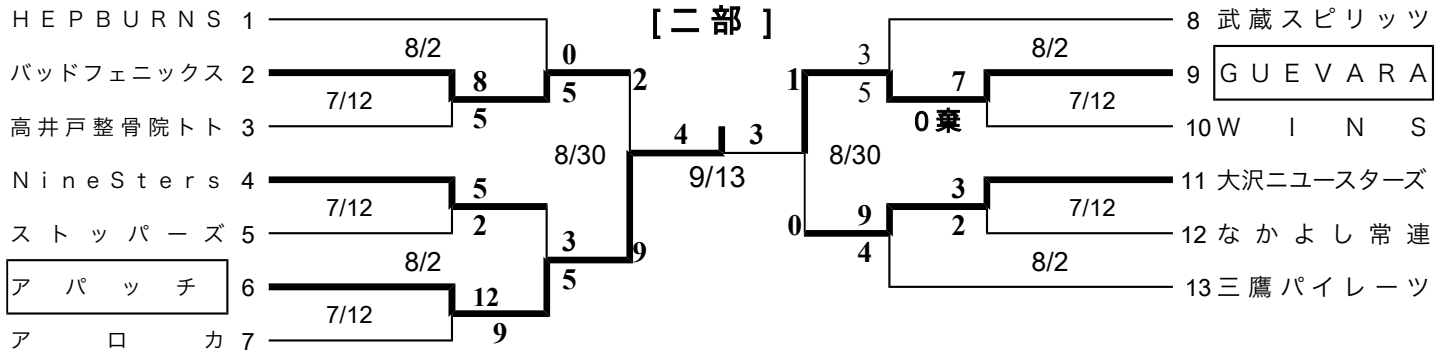 [二部 ]
HEPBURNS 1
8/2
0
バッドフェニックス 2
8
5
2
7/12
5
高井戸整骨院トト 3
8/30
4
9/13
NineSters 4
5
7/12
2
ストッパーズ 5
3
9
8/2
5
アパッチ 6
12
7/12
9
アロカ 7
8 武蔵スピリッツ
3
8/2
1
5
7
9 GUEVARA
7/12
0棄
10 WINS
3
8/30
11 大沢ニユースターズ
3
9
7/12
0
2
4
12 なかよし常連
8/2
13 三鷹パイレーツ